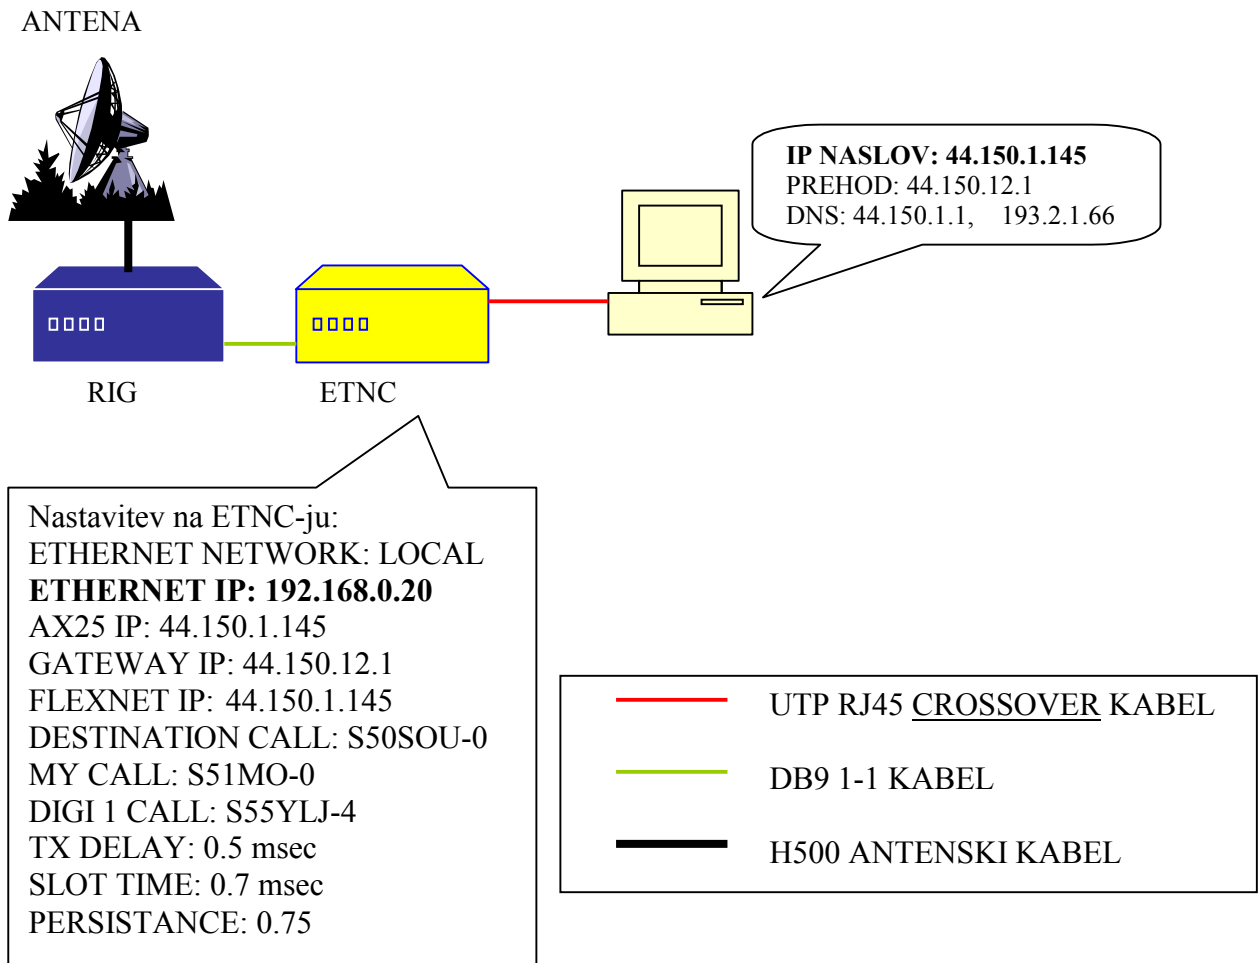 ANTENA
IP NASLOV: 44.150.1.145
PREHOD: 44.150.12.1
DNS: 44.150.1.1, 193.2.1.66
RIG
ETNC
Nastavitev na ETNC-ju:
ETHERNET NETWORK: LOCAL
ETHERNET IP: 192.168.0.20
AX25 IP: 44.150.1.145
GATEWAY IP: 44.150.12.1
FLEXNET IP: 44.150.1.145
DESTINATION CALL: S50SOU-0
MY CALL: S51MO-0
DIGI 1 CALL: S55YLJ-4
TX DELAY: 0.5 msec
SLOT TIME: 0.7 msec
PERSISTANCE: 0.75
UTP RJ45 CROSSOVER KABEL
DB9 1-1 KABEL
H500 ANTENSKI KABEL